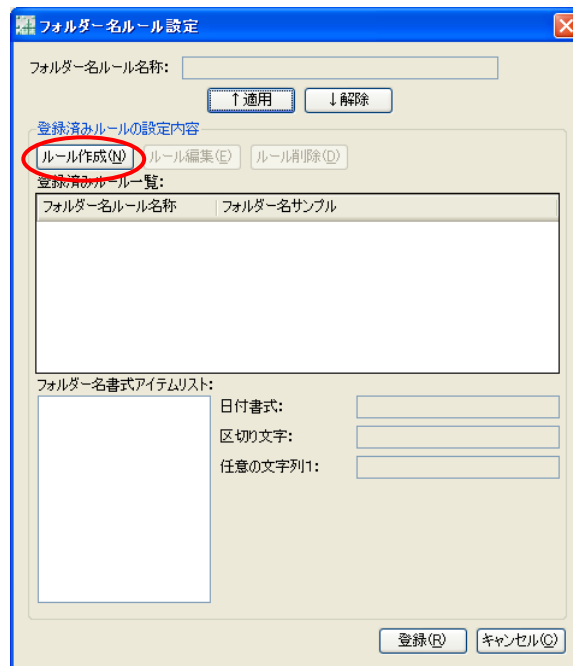 フォルダー名ルール設定
フォルダー名ルール名称:
↑適用 ↓解除
登録済みルールの設定内容
ルール作成(N) ルール編集(E) ルール削除(D)
登録済みルール一覧:
フォルダー名ルール名称 フォルダー名サンプル
フォルダー名書式アイテムリスト:
日付書式:
区切り文字:
任意の文字列1:
登録(R) キャンセル(C)